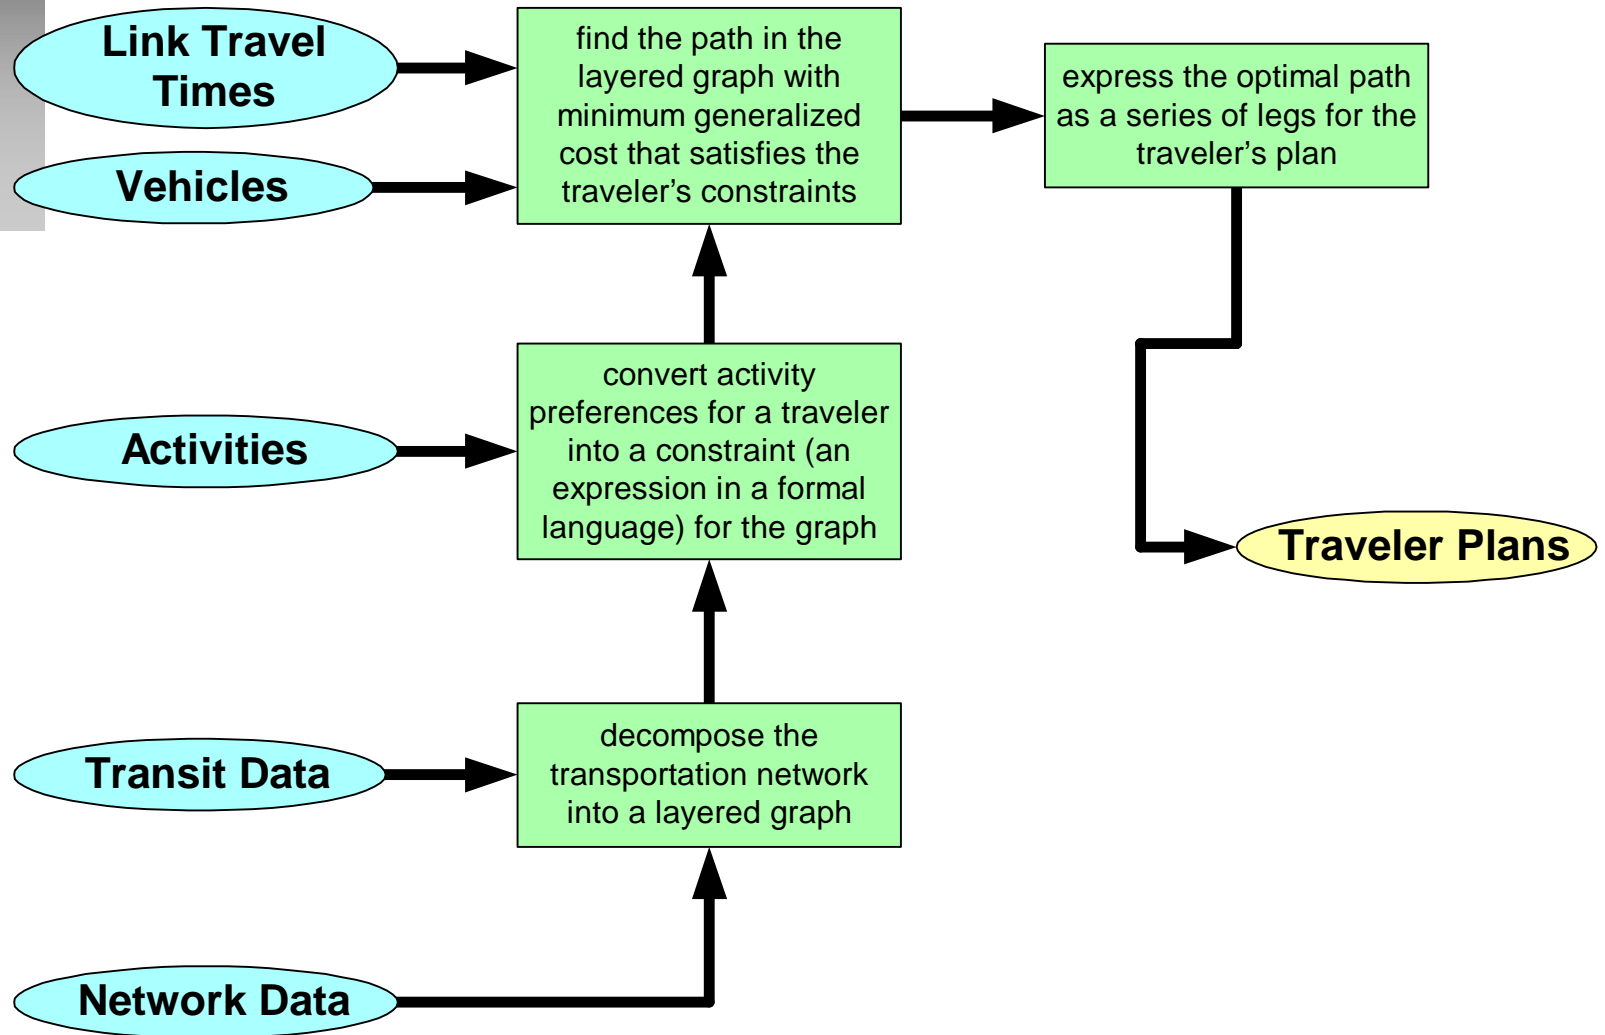 Link Travel
Times
find the path in the
layered graph with
minimum generalized
cost that satisfies the
traveler’s constraints
express the optimal path
as a series of legs for the
traveler’s plan
Vehicles
Activities
convert activity
preferences for a traveler
into a constraint (an
expression in a formal
language) for the graph
Traveler Plans
Transit Data
decompose the
transportation network
into a layered graph
Network Data